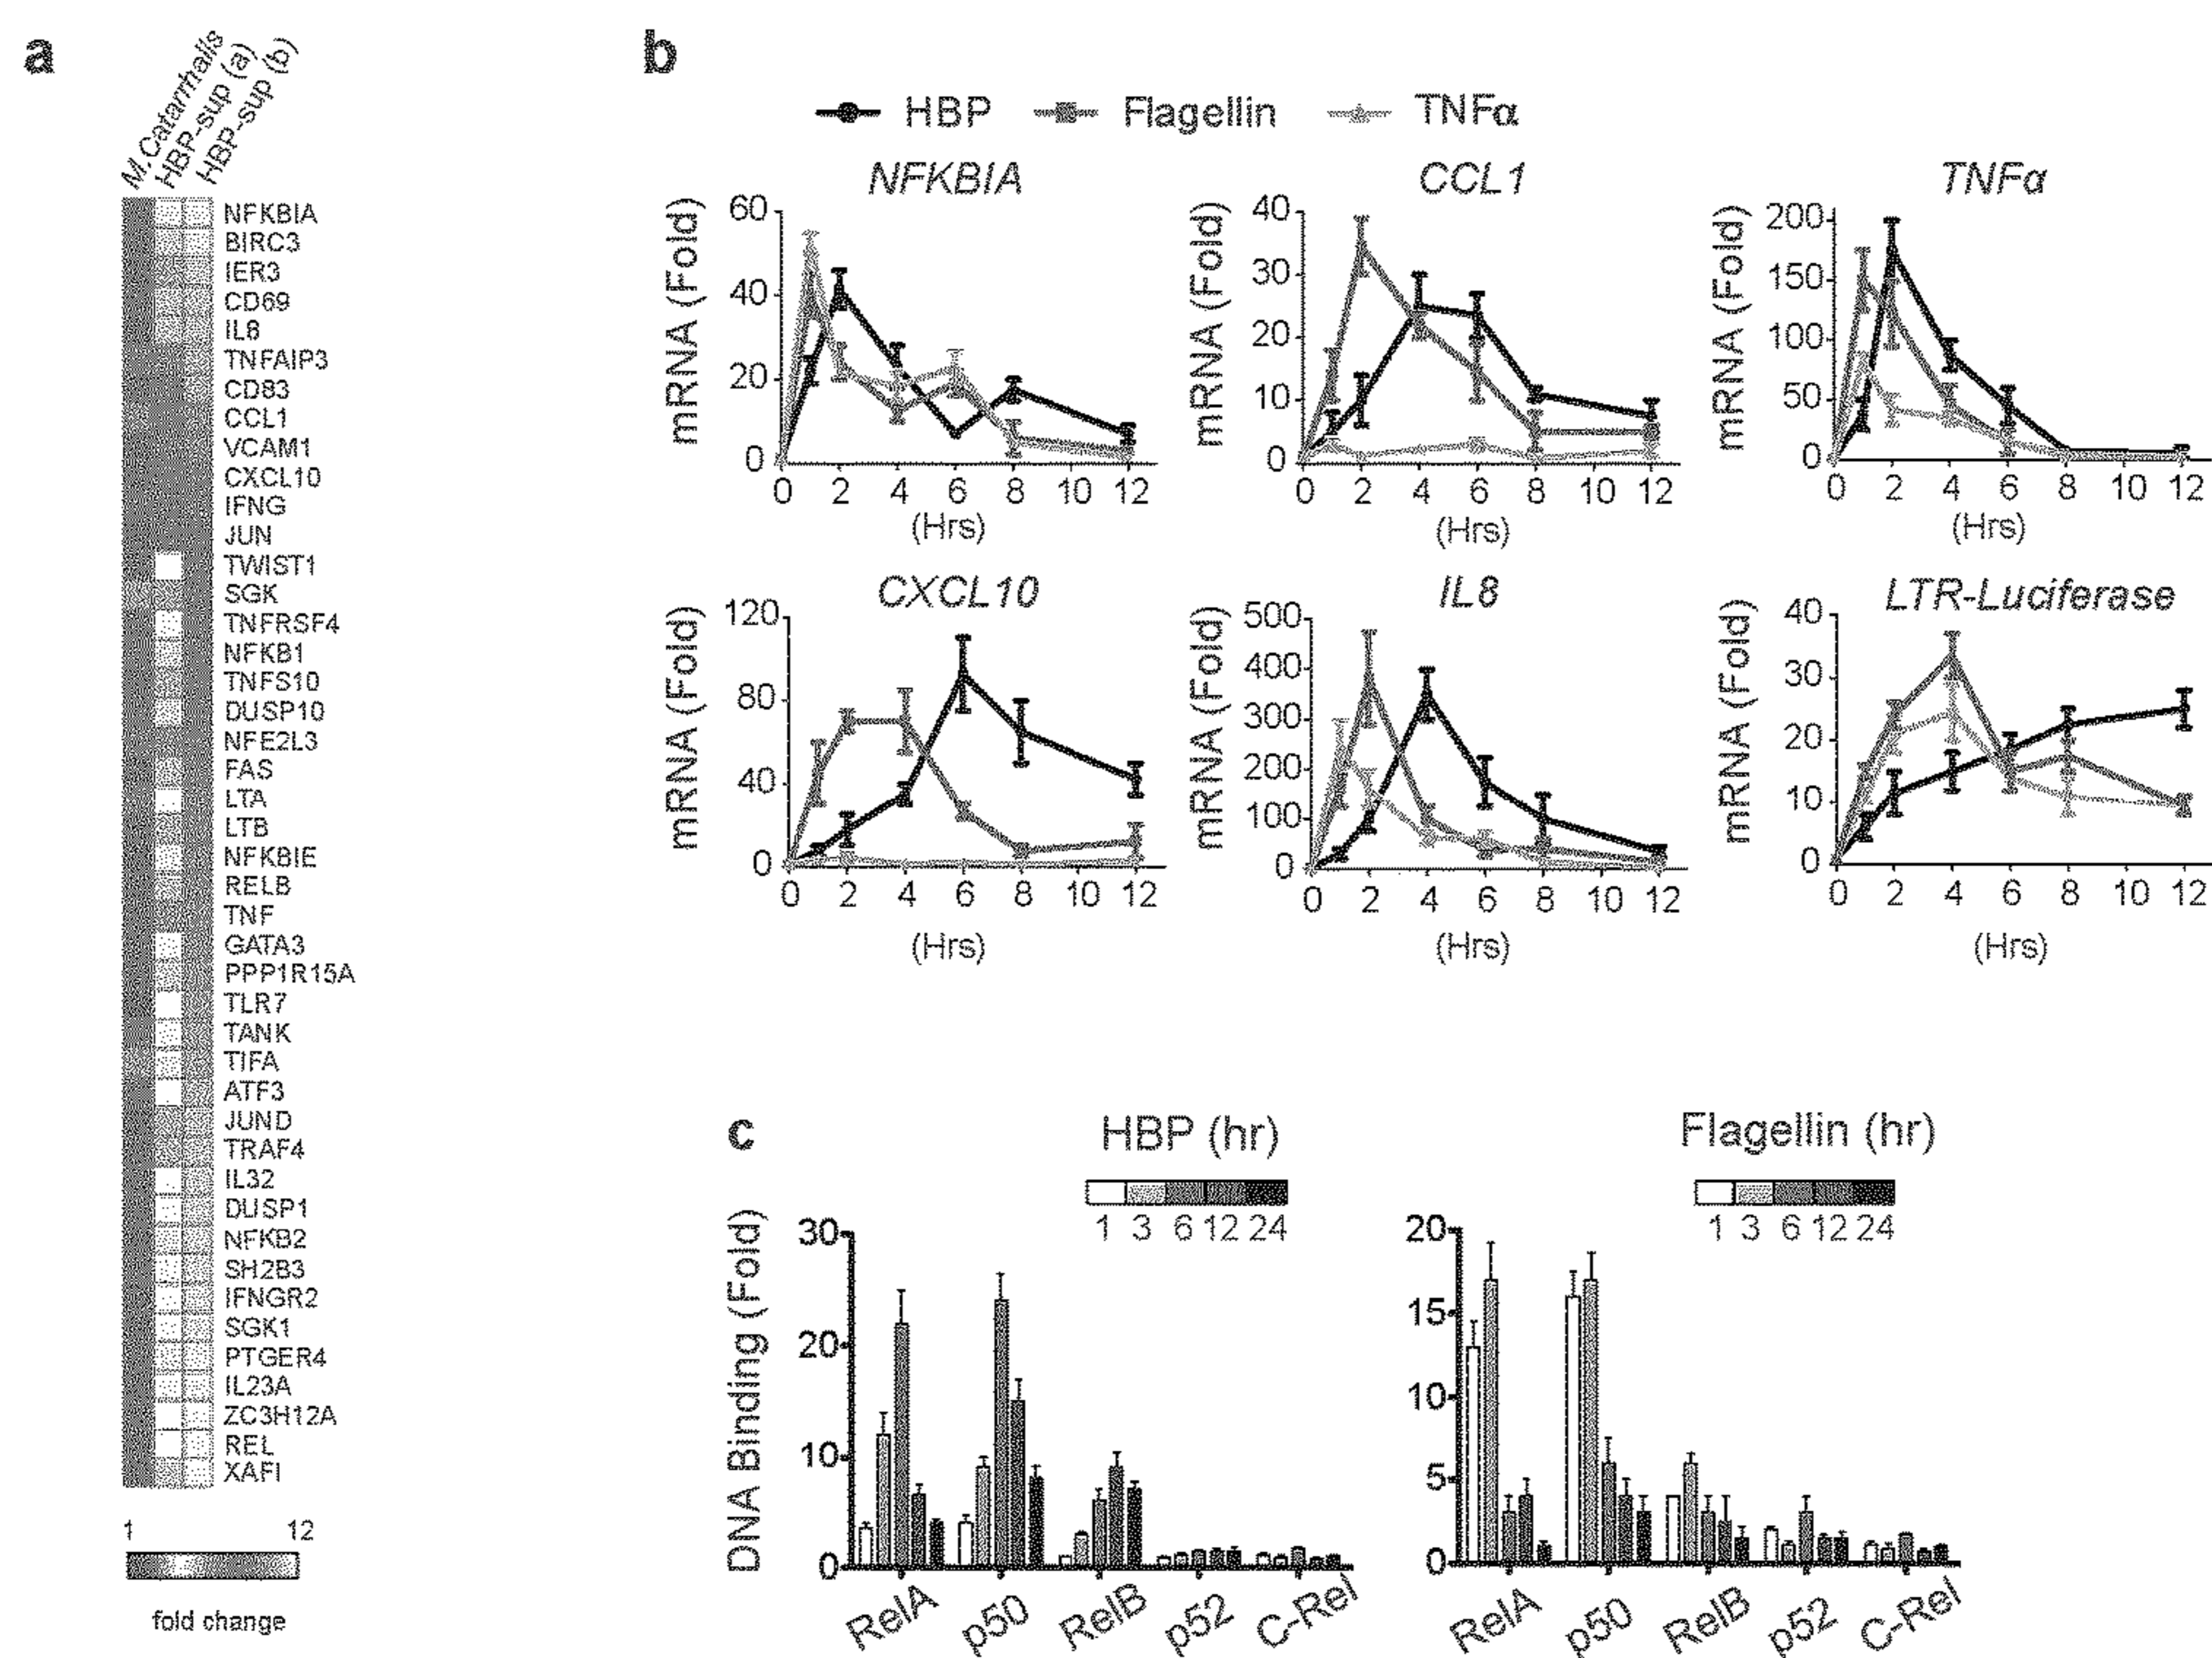 a
M.Catarrhalis
HBP-sup (a)
HBP-sup (b)
NFKBIA
BIRC3
IER3
CD69
IL8
TNFAIP3
CD83
CCL1
VCAM1
CXCL10
IFNG
JUN
TWIST1
SGK
TNFRSF4
NFKB1
TNFS10
DUSP10
NFE2L3
FAS
LTA
LTB
NFKBIE
RELB
TNF
GATA3
PPP1R15A
TLR7
TANK
TIFA
ATF3
JUND
TRAF4
IL32
DUSP1
NFKB2
SH2B3
IFNGR2
SGK1
PTGER4
IL23A
ZC3H12A
REL
XAFI
1 12
fold change
b
HBP Flagellin TNFα
NFKBIA
mRNA (Fold)
60
40
20
0
0 2 4 6 8 10 12
(Hrs)
CCL1
mRNA (Fold)
40
30
20
10
0
0 2 4 6 8 10 12
(Hrs)
TNFα
mRNA (Fold)
200
150
100
50
0
0 2 4 6 8 10 12
(Hrs)
CXCL10
mRNA (Fold)
120
80
40
0
0 2 4 6 8 10 12
(Hrs)
IL8
mRNA (Fold)
500
400
300
200
100
0
0 2 4 6 8 10 12
(Hrs)
LTR-Luciferase
mRNA (Fold)
40
30
20
10
0
0 2 4 6 8 10 12
(Hrs)
c
HBP (hr)
1 3 6 12 24
DNA Binding (Fold)
30
20
10
0
RelA p50 RelB p52 C-Rel
Flagellin (hr)
1 3 6 12 24
20
15
10
5
0
RelA p50 RelB p52 C-Rel